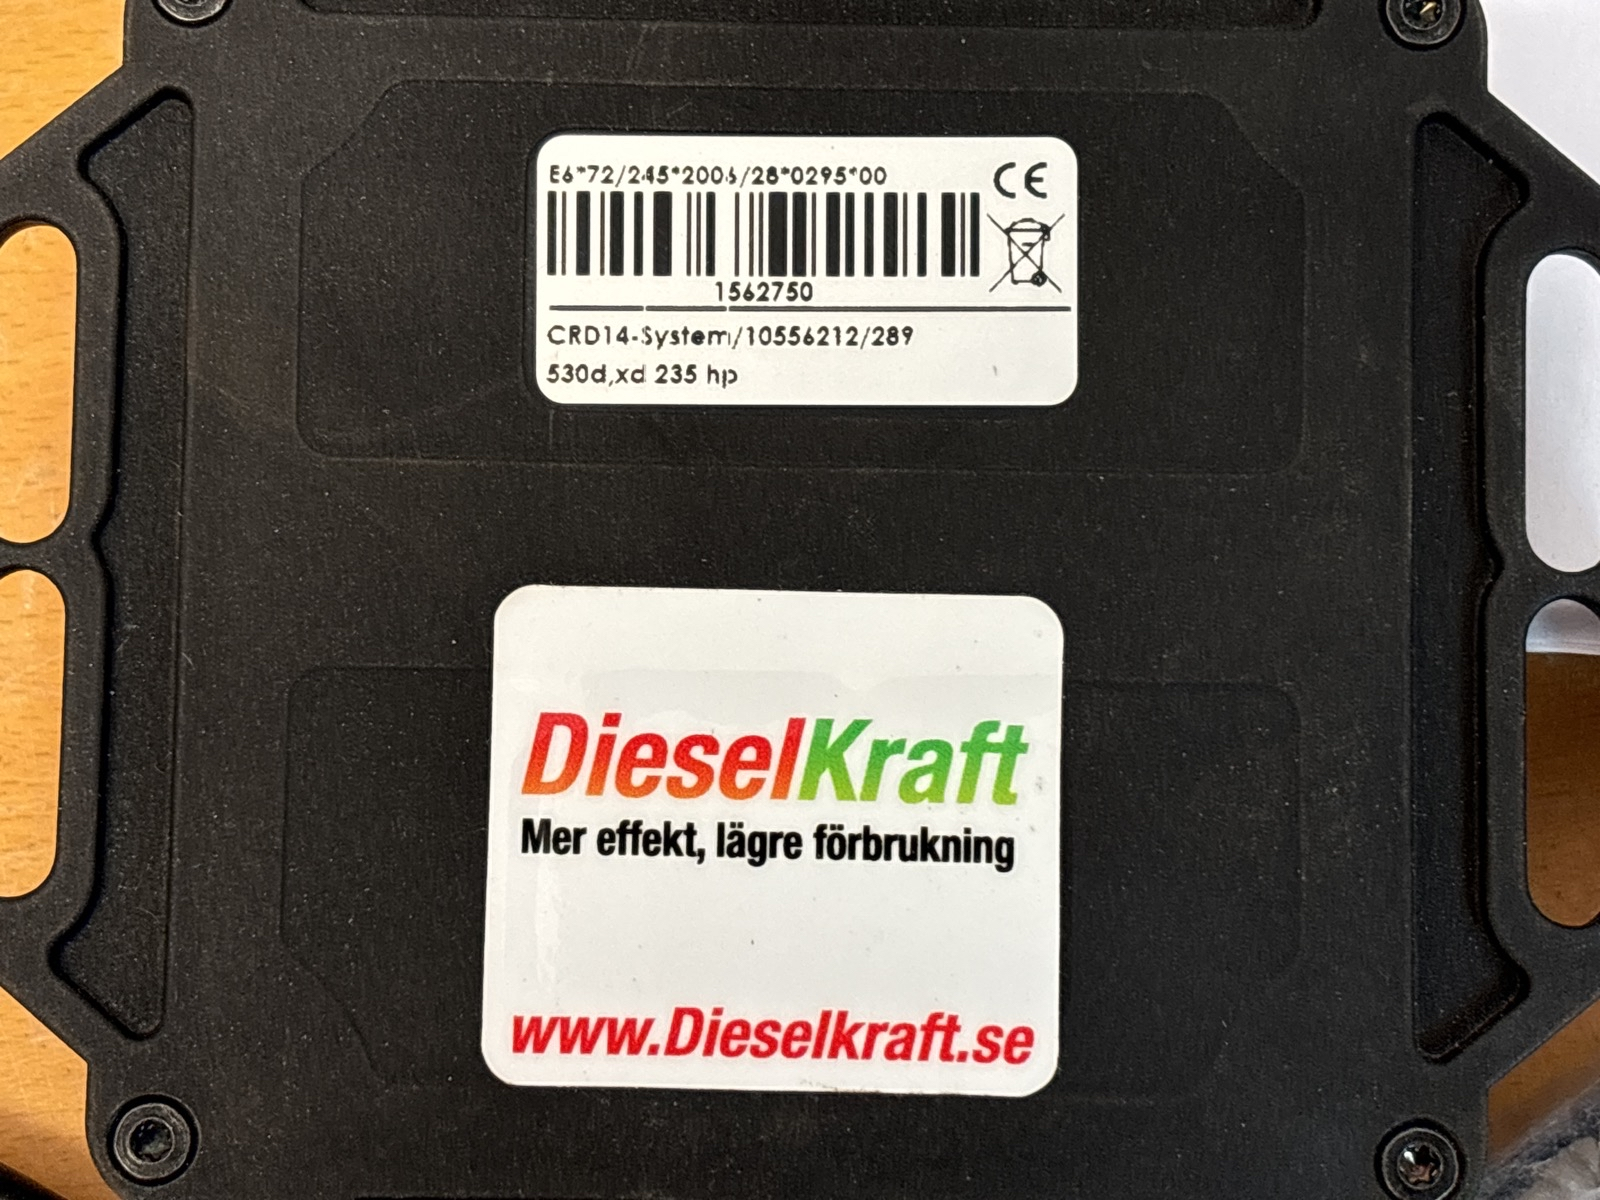 E6*72/245*2006/28*0295*00
CE
1562750
CRD14-System/10556212/289
530d,xd 235 hp
DieselKraft
Mer effekt, lägre förbrukning
www.Dieselkraft.se